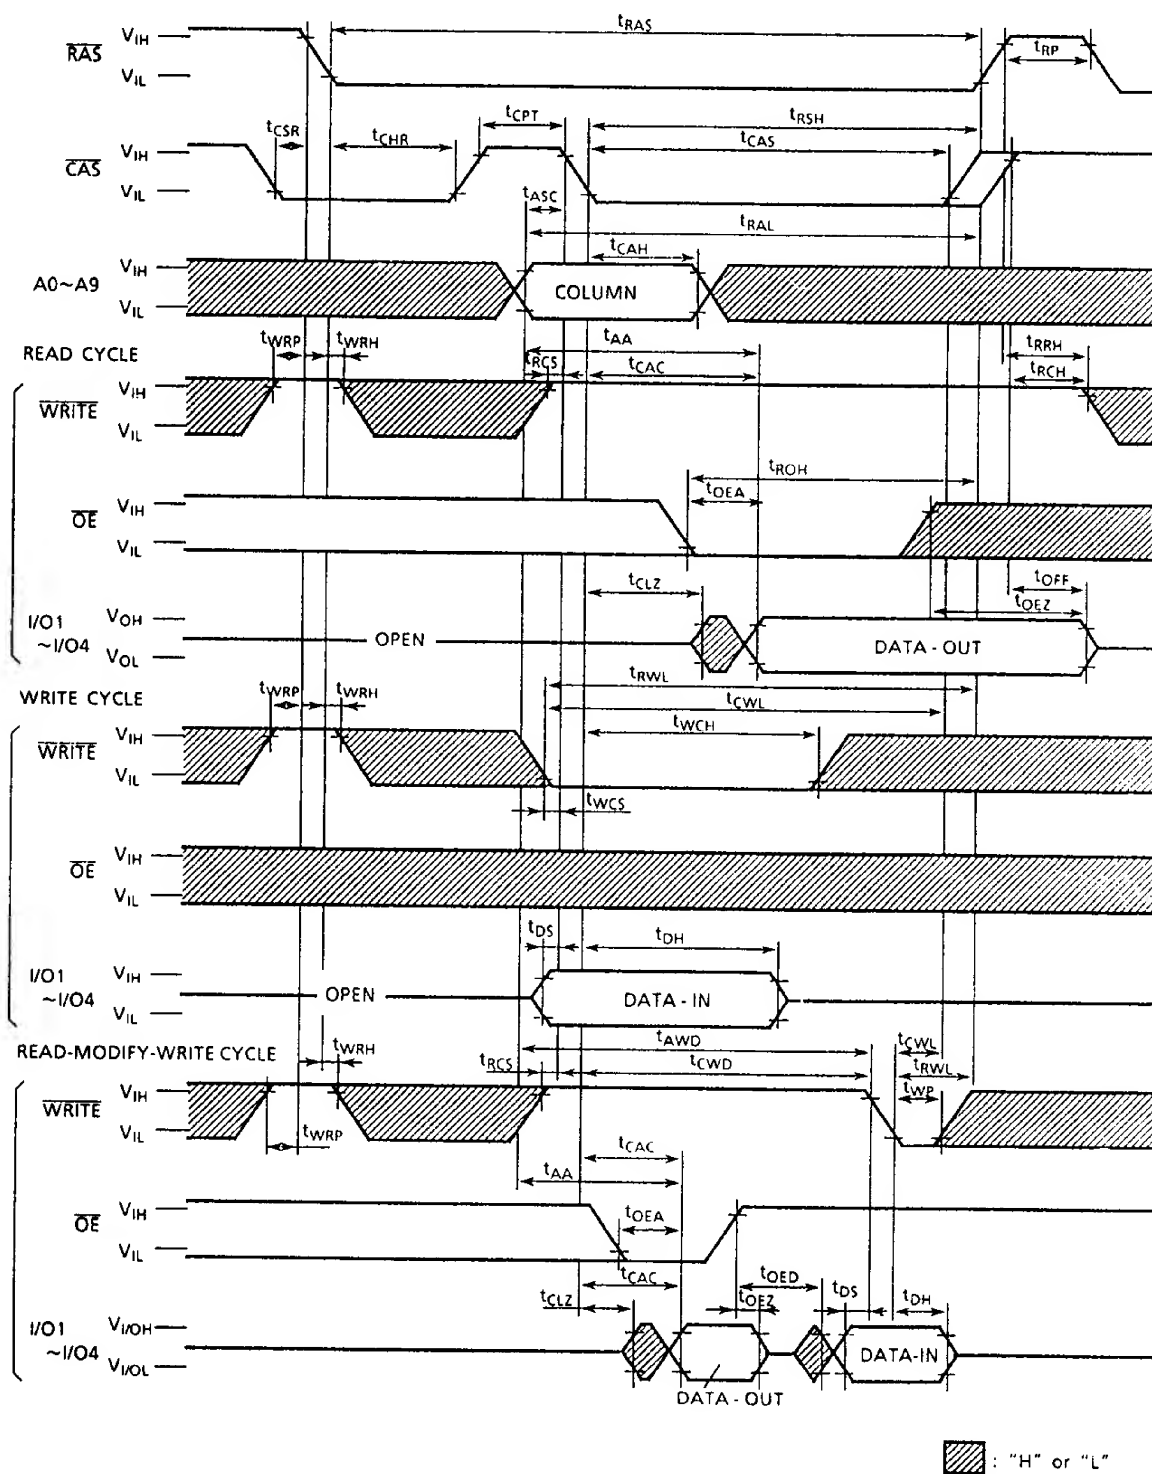 tRAS
RAS VIH
tRP
VIL
tCSR tCHR tCPT tRSH
tCAS
CAS VIH
VIL
tASC
tRAL
tCAH
A0~A9 VIH
COLUMN
VIL
READ CYCLE tWRP tWRH tAA tRRH
tRCS tCAC tRCH
WRITE VIH
VIL
tROH
tOEA
OE VIH
VIL
tCLZ tOFF
tOEZ
I/O1 VOH
~I/O4 OPEN DATA - OUT
VOL
WRITE CYCLE tWRP tWRH tRWL
tCWL
tWCH
WRITE VIH
VIL
tWCS
OE VIH
VIL
tDS tDH
I/O1 VIH
~I/O4 OPEN DATA - IN
VIL
READ-MODIFY-WRITE CYCLE tWRH tAWD tCWL
tRCS tCWD tRWL
tWP
WRITE VIH
VIL
tWRP
tCAC
tAA
OE VIH
tOEA
VIL
tCAC tOED
tCLZ tOEZ tDS tDH
I/O1 VI/OH
~I/O4 DATA-IN
VI/OL
DATA - OUT
: "H" or "L"